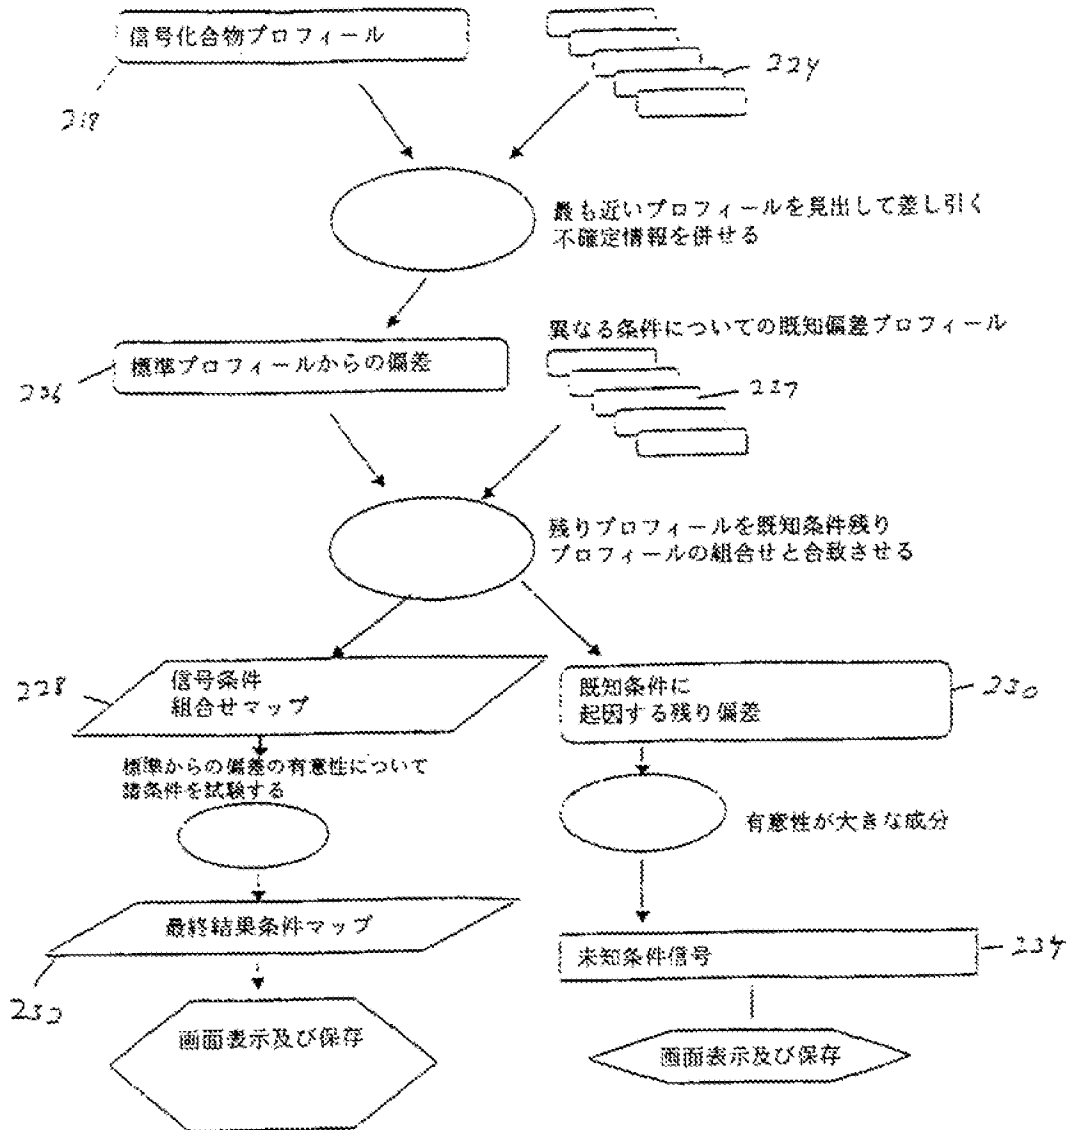 信号化合物プロフィール
224
218
最も近いプロフィールを見出して差し引く
不確定情報を併せる
異なる条件についての既知偏差プロフィール
標準プロフィールからの偏差
残りプロフィールを既知条件残り
プロフィールの組合せと合致させる
228
信号条件
組合せマップ
既知条件に
起因する残り偏差
230
標準からの偏差の有意性について
諸条件を試験する
有意性が大きな成分
最終結果条件マップ
未知条件信号
234
232
画面表示及び保存
画面表示及び保存